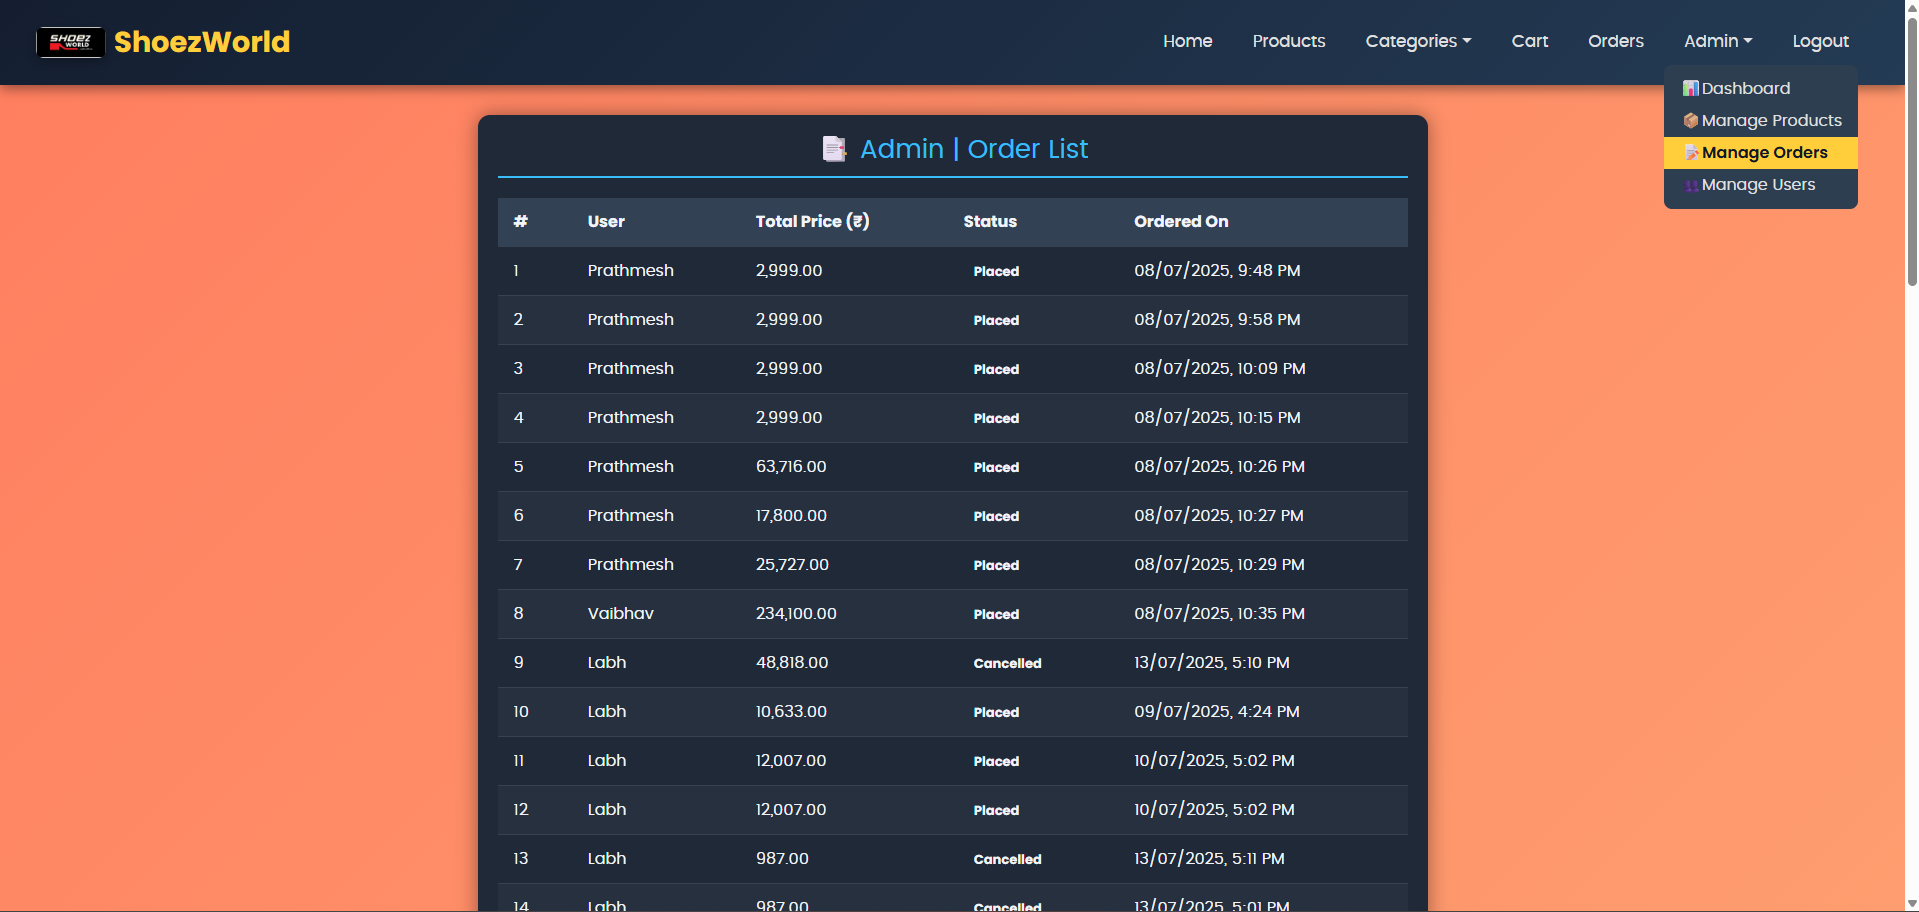 SHOEZ
WORLD
ShoezWorld
Home Products Categories Cart Orders Admin Logout
Dashboard
Manage Products
Manage Orders
Manage Users
Admin | Order List
# User Total Price (₹) Status Ordered On
1 Prathmesh 2,999.00 Placed 08/07/2025, 9:48 PM
2 Prathmesh 2,999.00 Placed 08/07/2025, 9:58 PM
3 Prathmesh 2,999.00 Placed 08/07/2025, 10:09 PM
4 Prathmesh 2,999.00 Placed 08/07/2025, 10:15 PM
5 Prathmesh 63,716.00 Placed 08/07/2025, 10:26 PM
6 Prathmesh 17,800.00 Placed 08/07/2025, 10:27 PM
7 Prathmesh 25,727.00 Placed 08/07/2025, 10:29 PM
8 Vaibhav 234,100.00 Placed 08/07/2025, 10:35 PM
9 Labh 48,818.00 Cancelled 13/07/2025, 5:10 PM
10 Labh 10,633.00 Placed 09/07/2025, 4:24 PM
11 Labh 12,007.00 Placed 10/07/2025, 5:02 PM
12 Labh 12,007.00 Placed 10/07/2025, 5:02 PM
13 Labh 987.00 Cancelled 13/07/2025, 5:11 PM
14 Labh 987.00 Cancelled 13/07/2025, 5:01 PM